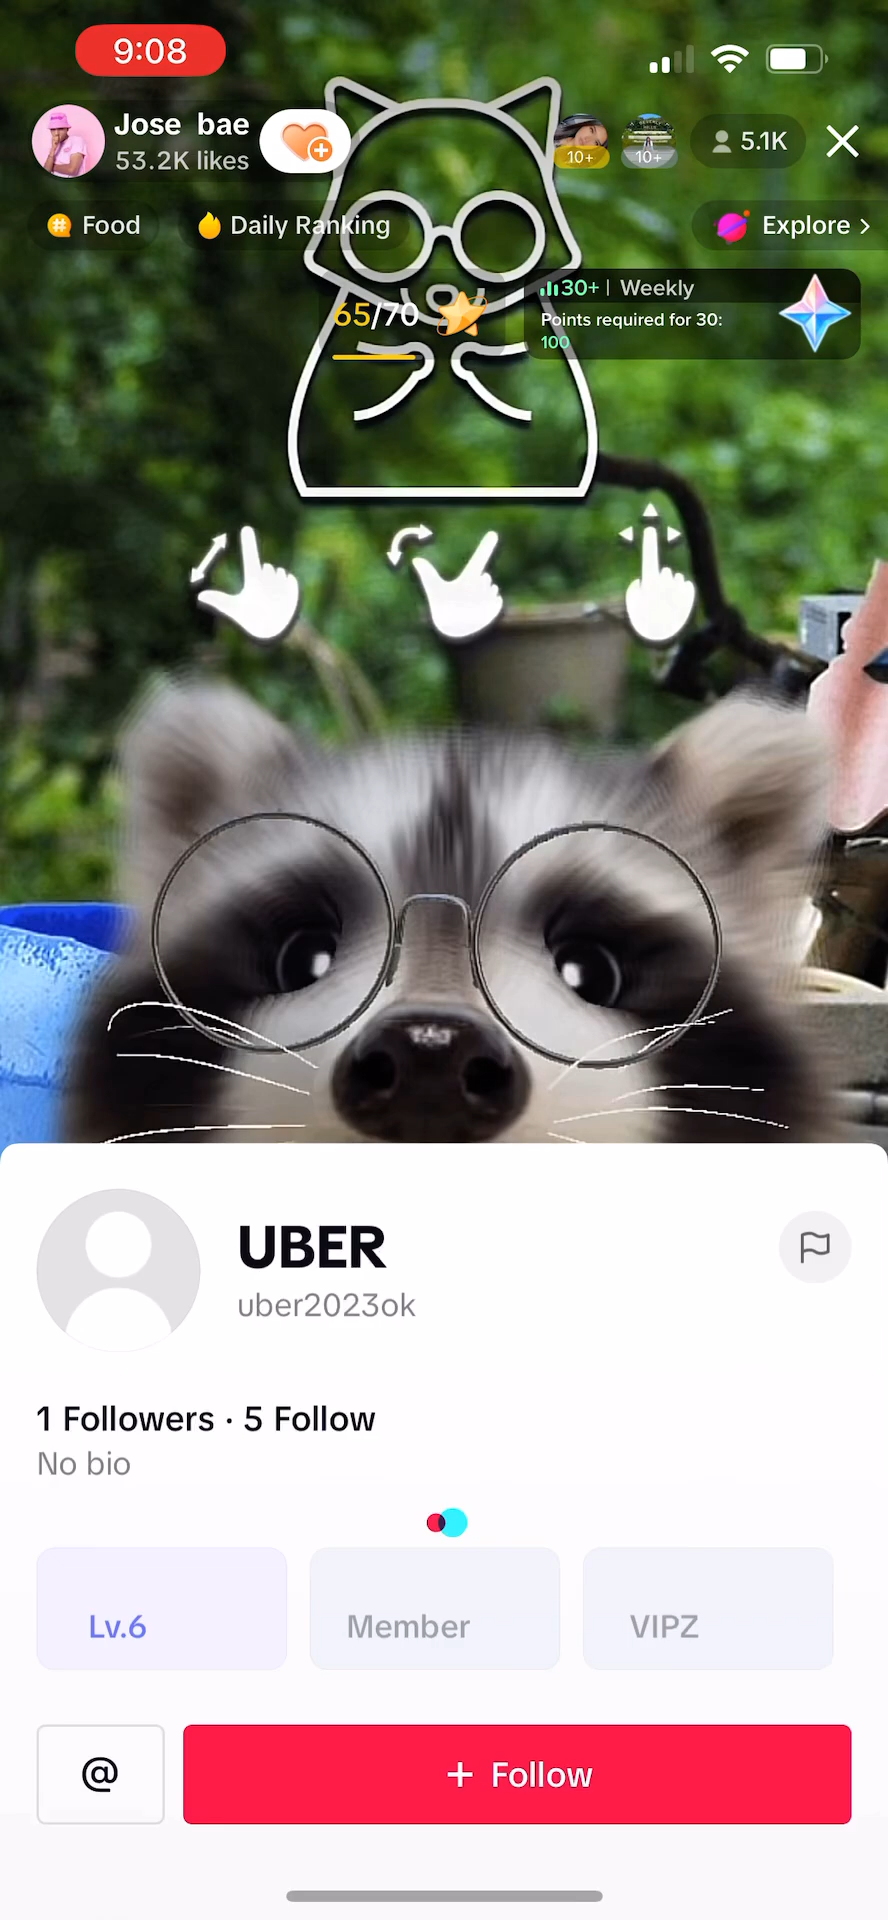 9:08
Jose bae
53.2K likes
10+
10+
5.1K
Food
Daily Ranking
Explore >
65/70
30+ | Weekly
Points required for 30:
100
UBER
uber2023ok
1 Followers · 5 Follow
No bio
Lv.6
Member
VIPZ
@
+ Follow